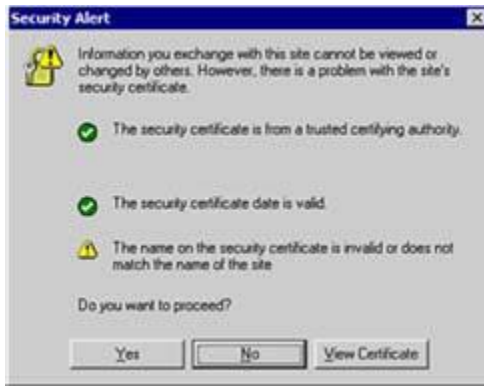 Security Alert
Information you exchange with this site cannot be viewed or
changed by others. However, there is a problem with the site's
security certificate.
The security certificate is from a trusted certifying authority.
The security certificate date is valid.
The name on the security certificate is invalid or does not
match the name of the site
Do you want to proceed?
Yes No View Certificate